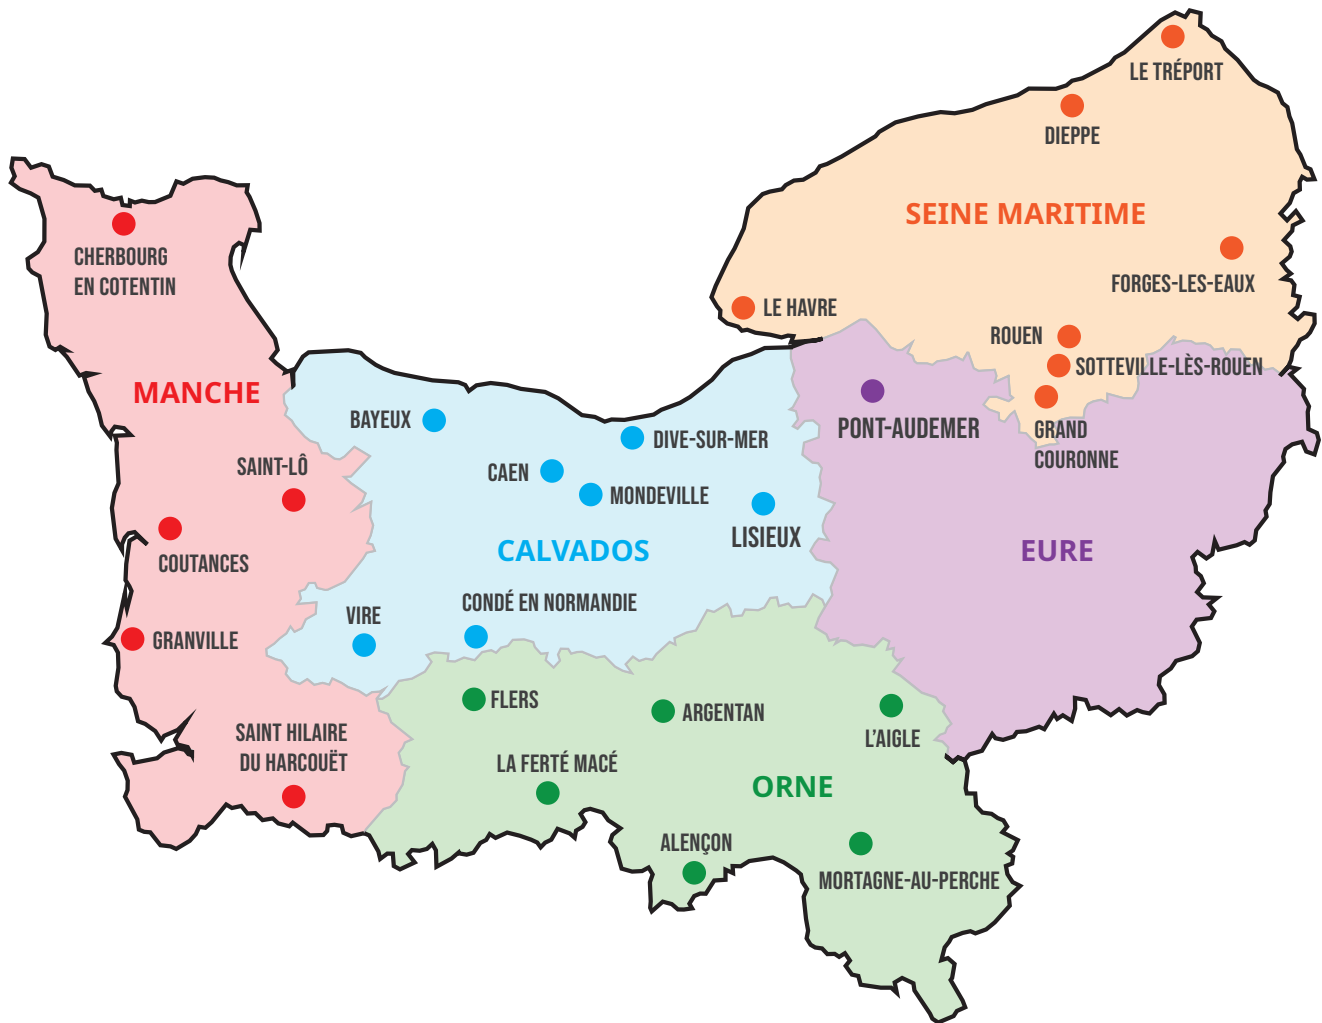 LE TRÉPORT
DIEPPE
SEINE MARITIME
CHERBOURG
EN COTENTIN
FORGES-LES-EAUX
LE HAVRE
ROUEN
SOTTEVILLE-LÈS-ROUEN
MANCHE
BAYEUX
DIVE-SUR-MER
PONT-AUDEMER
GRAND
COURONNE
SAINT-LÔ
CAEN
MONDEVILLE
LISIEUX
CALVADOS
EURE
COUTANCES
CONDÉ EN NORMANDIE
VIRE
GRANVILLE
FLERS
ARGENTAN
L'AIGLE
SAINT HILAIRE
DU HARCOUËT
LA FERTÉ MACÉ
ORNE
ALENÇON
MORTAGNE-AU-PERCHE